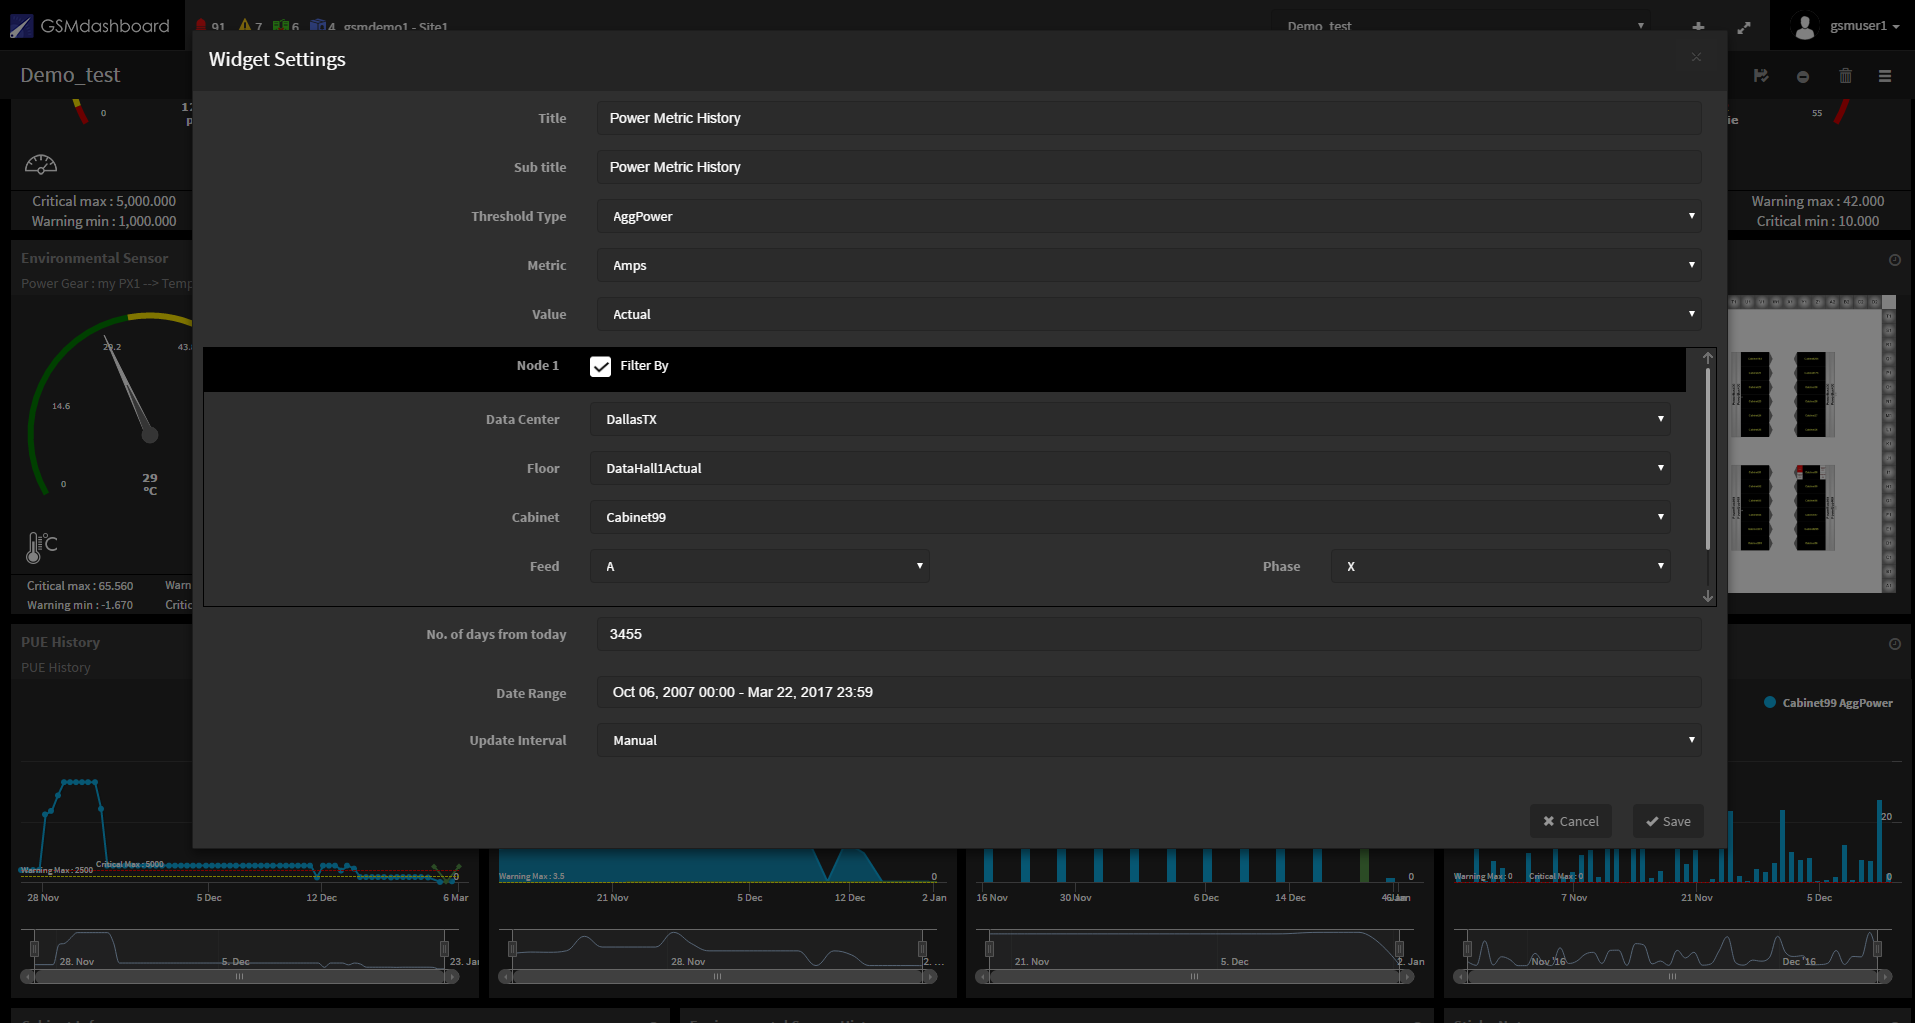 GSMdashboard
91 7 6 4 gsmdemo1 - Site1
Demo_test
gsmuser1
Demo_test
Widget Settings
Title Power Metric History
Sub title Power Metric History
Threshold Type AggPower
Metric Amps
Value Actual
Node 1 Filter By
Data Center DallasTX
Floor DataHall1Actual
Cabinet Cabinet99
Feed A Phase X
No. of days from today 3455
Date Range Oct 06, 2007 00:00 - Mar 22, 2017 23:59
Update Interval Manual
Cancel Save
0
Critical max : 5,000.000
Warning min : 1,000.000
55
Warning max : 42.000
Critical min : 10.000
Environmental Sensor
Power Gear : my PX1 --> Temp
29.2 43.
14.6
0
29
°C
°C
Critical max : 65.560 Warn
Warning min : -1.670 Critic
PUE History
PUE History
Critical Max : 5000
Warning Max : 2500
0
28 Nov 5 Dec 12 Dec 6 Mar
28. Nov 5. Dec 23. Ja
Warning Max : 3.5
0
21 Nov 5 Dec 12 Dec 2 Jan
28. Nov 2. ...
0
16 Nov 30 Nov 6 Dec 14 Dec
21. Nov 5. Dec 2. Jan
Cabinet99 AggPower
20
Warning Max : 0 Critical Max : 0
0
7 Nov 21 Nov 5 Dec
Nov '16 Dec '16